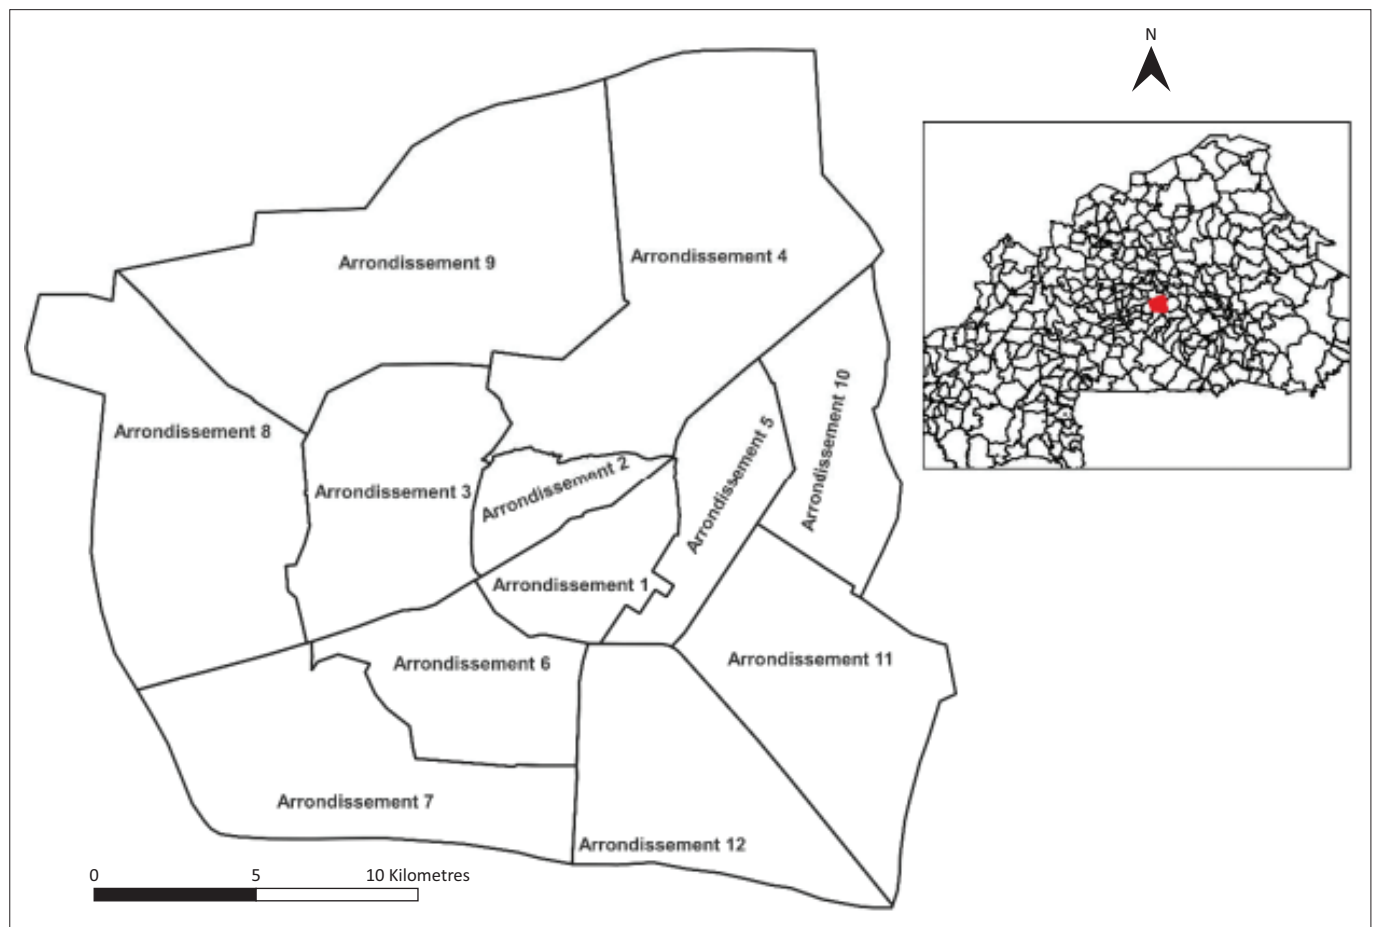 N
Arrondissement 4
Arrondissement 9
Arrondissement 10
Arrondissement 8
Arrondissement 5
Arrondissement 2
Arrondissement 3
Arrondissement 1
Arrondissement 11
Arrondissement 6
Arrondissement 7
Arrondissement 12
0 5 10 Kilometres